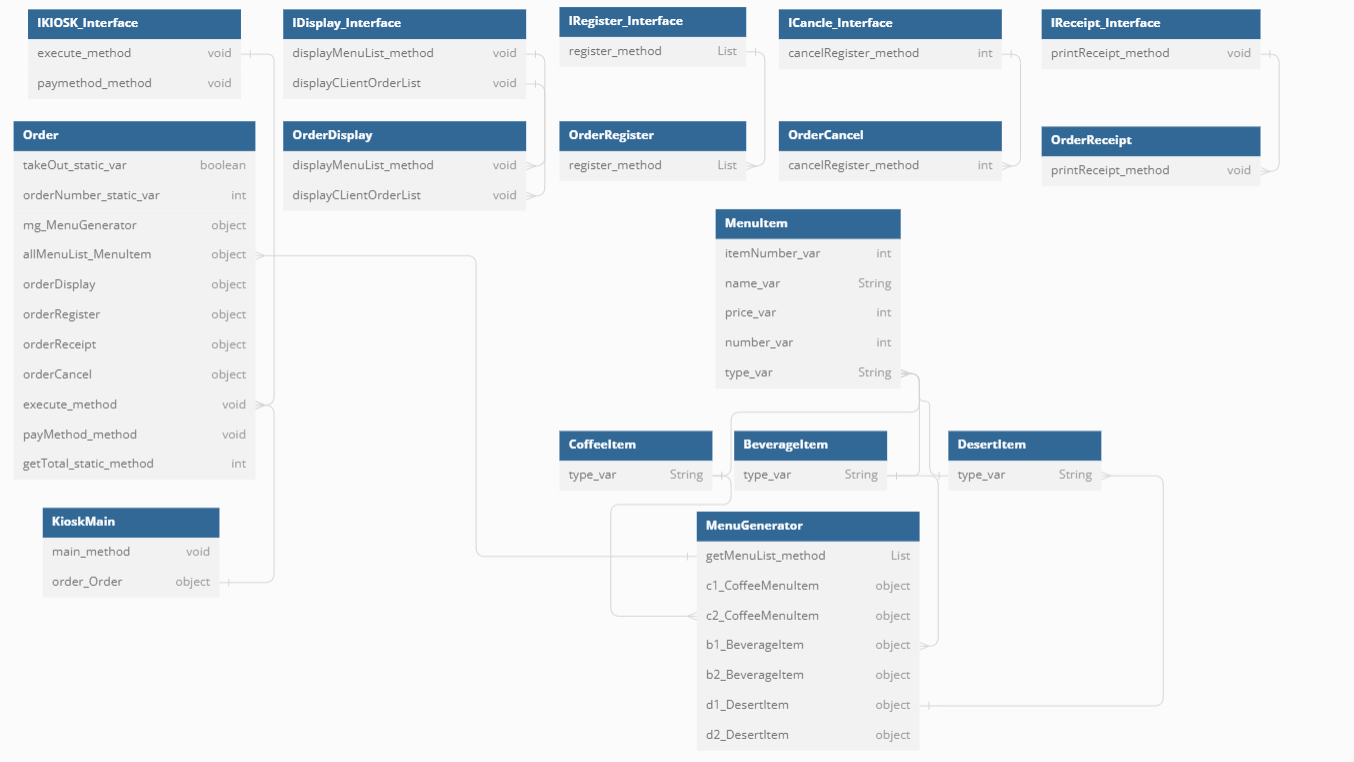 IKIOSK_Interface
execute_method void
paymethod_method void
IDisplay_Interface
displayMenuList_method void
displayCLientOrderList void
IRegister_Interface
register_method List
ICancle_Interface
cancelRegister_method int
IReceipt_Interface
printReceipt_method void
Order
takeOut_static_var boolean
orderNumber_static_var int
mg_MenuGenerator object
allMenuList_MenuItem object
orderDisplay object
orderRegister object
orderReceipt object
orderCancel object
execute_method void
payMethod_method void
getTotal_static_method int
OrderDisplay
displayMenuList_method void
displayCLientOrderList void
OrderRegister
register_method List
OrderCancel
cancelRegister_method int
OrderReceipt
printReceipt_method void
MenuItem
itemNumber_var int
name_var String
price_var int
number_var int
type_var String
CoffeeItem
type_var String
BeverageItem
type_var String
DesertItem
type_var String
KioskMain
main_method void
order_Order object
MenuGenerator
getMenuList_method List
c1_CoffeeMenuItem object
c2_CoffeeMenuItem object
b1_BeverageItem object
b2_BeverageItem object
d1_DesertItem object
d2_DesertItem object